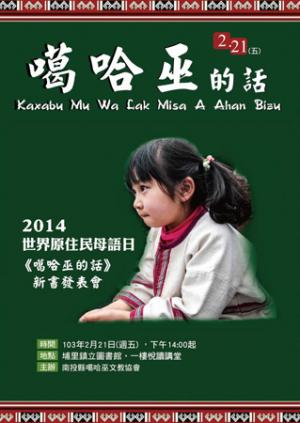 2.21(五)
噶哈巫的話
Kaxabu Mu Wa Lak Misa A Ahan Bizu
2014
世界原住民母語日
《噶哈巫的話》
新書發表會
時間 103年2月21日(週五)，下午14:00起
地點 埔里鎮立圖書館，一樓悅讀講堂
主辦 南投縣噶哈巫文教協會